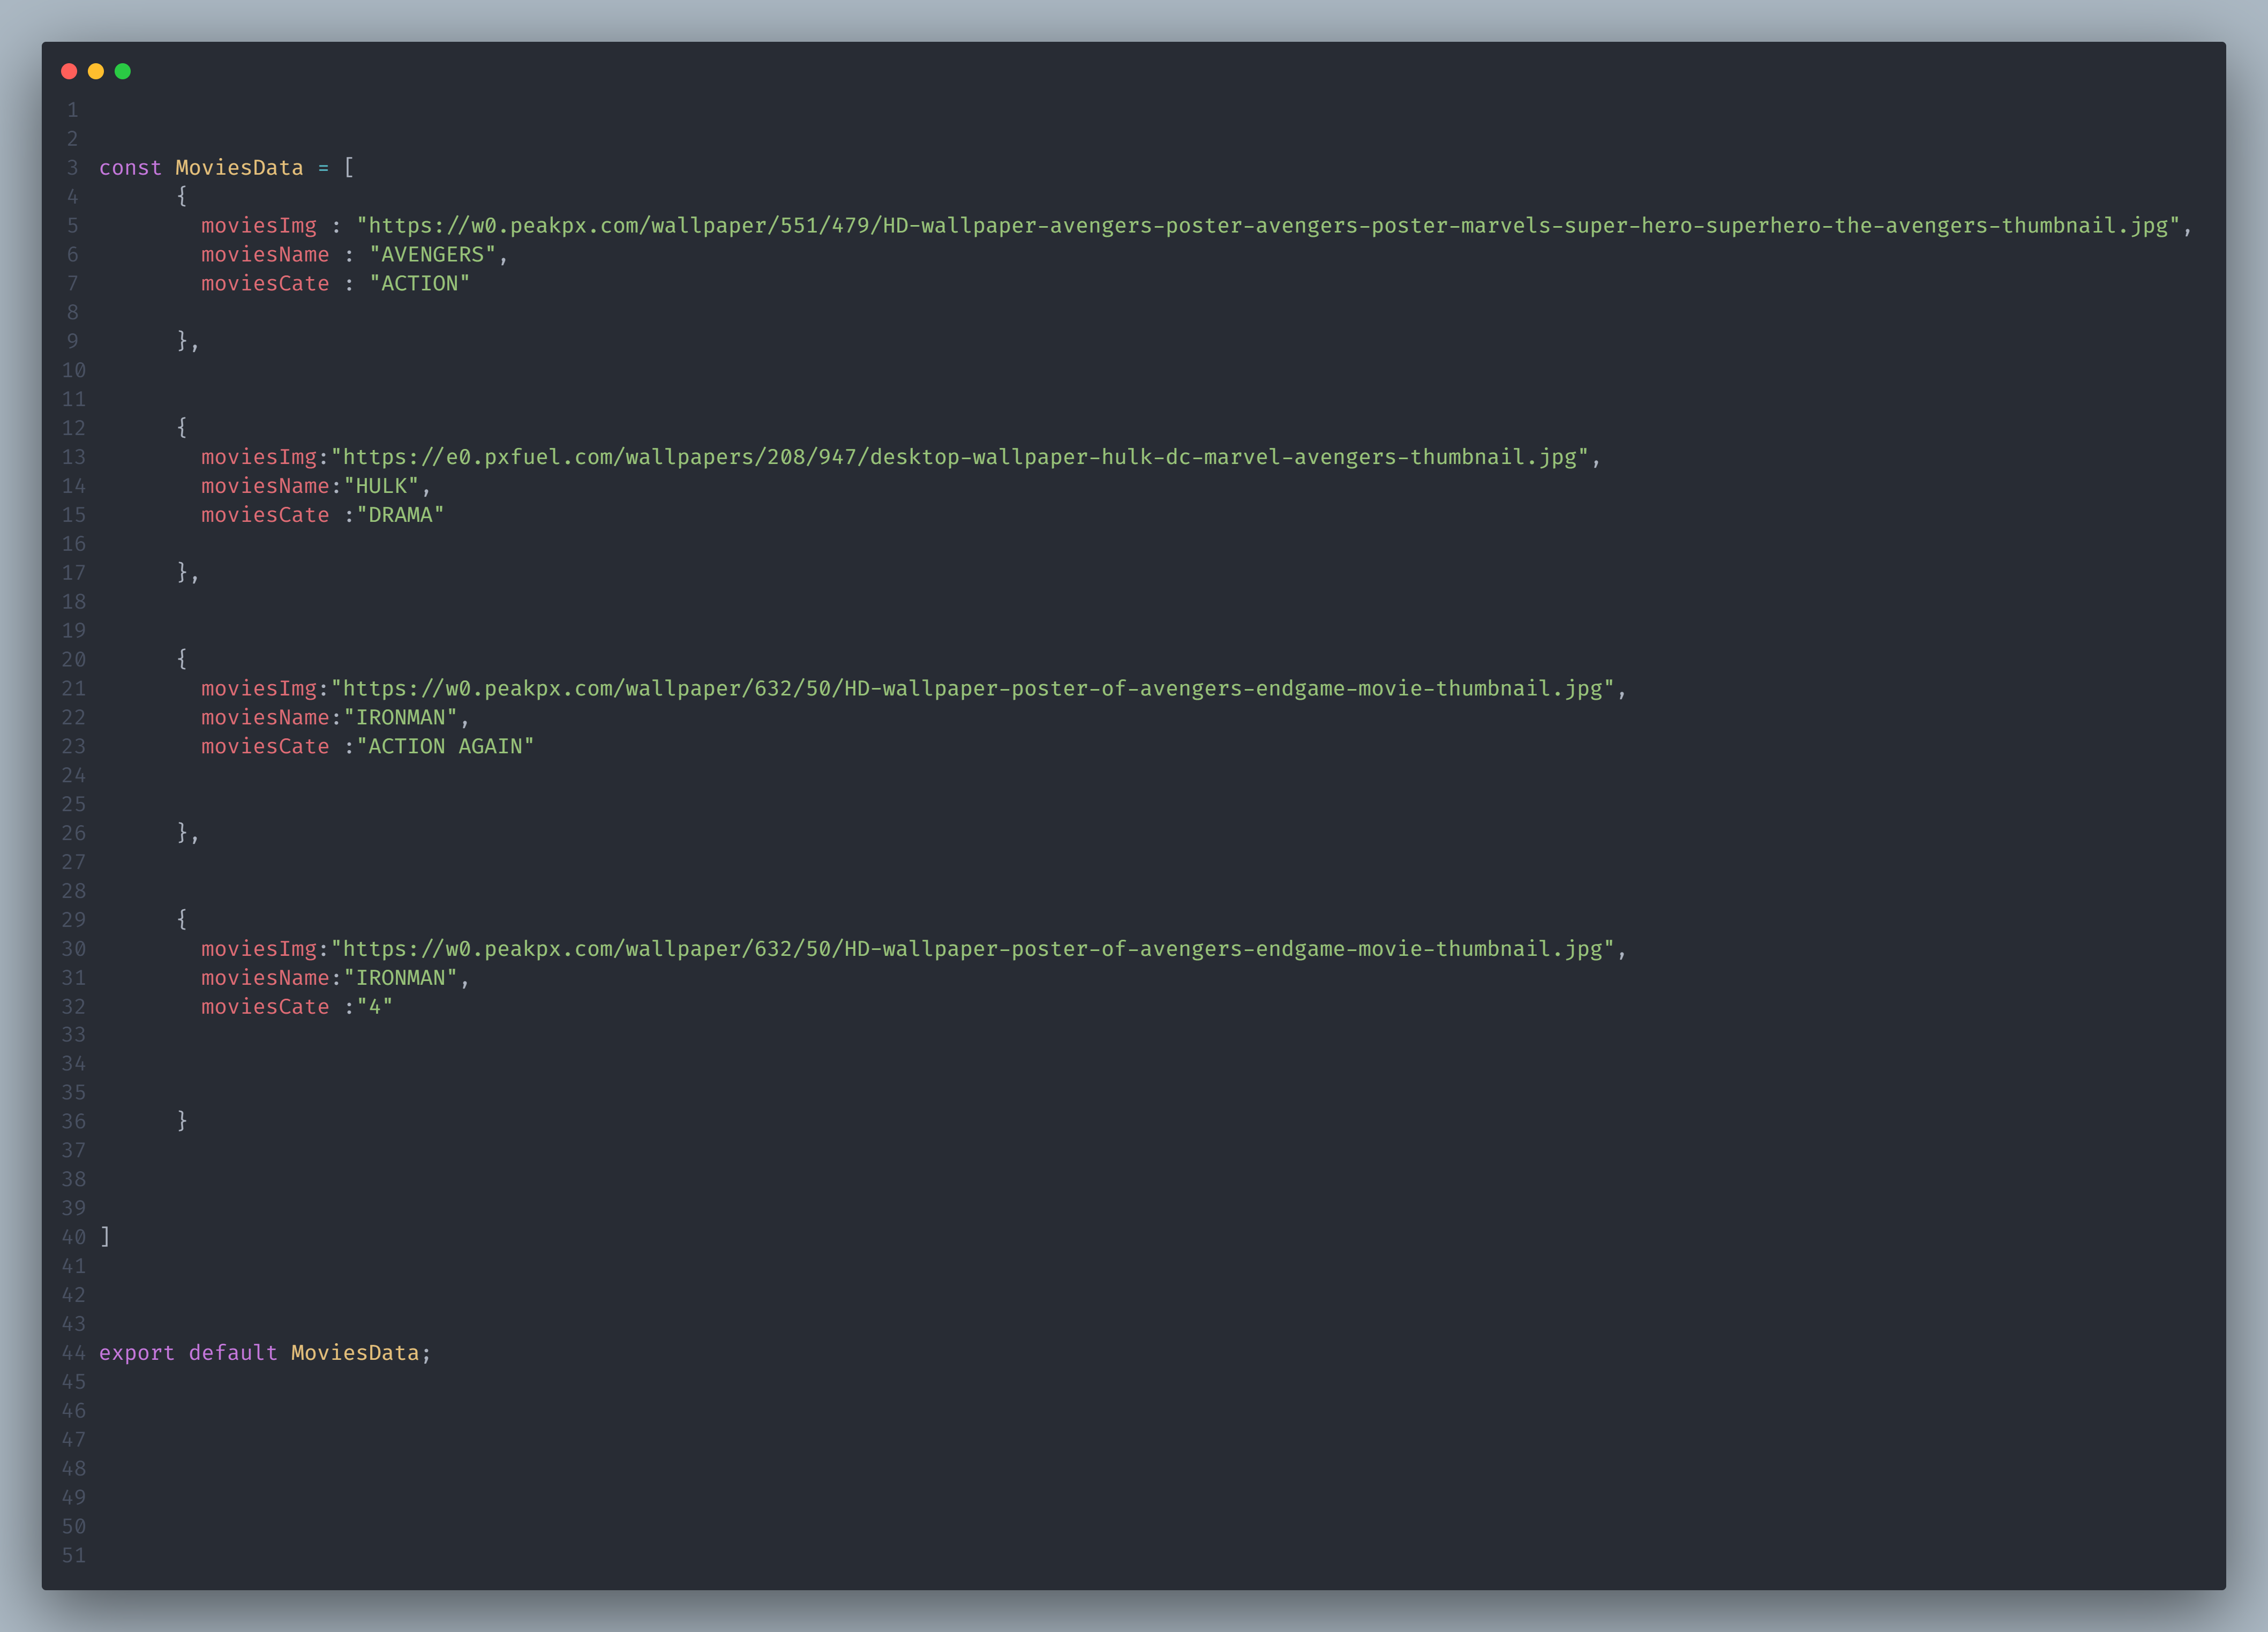 1
2
3 const MoviesData = [
4 {
5 moviesImg : "https://w0.peakpx.com/wallpaper/551/479/HD-wallpaper-avengers-poster-avengers-poster-marvels-super-hero-superhero-the-avengers-thumbnail.jpg",
6 moviesName : "AVENGERS",
7 moviesCate : "ACTION"
8
9 },
10
11
12 {
13 moviesImg:"https://e0.pxfuel.com/wallpapers/208/947/desktop-wallpaper-hulk-dc-marvel-avengers-thumbnail.jpg",
14 moviesName:"HULK",
15 moviesCate :"DRAMA"
16
17 },
18
19
20 {
21 moviesImg:"https://w0.peakpx.com/wallpaper/632/50/HD-wallpaper-poster-of-avengers-endgame-movie-thumbnail.jpg",
22 moviesName:"IRONMAN",
23 moviesCate :"ACTION AGAIN"
24
25
26 },
27
28
29 {
30 moviesImg:"https://w0.peakpx.com/wallpaper/632/50/HD-wallpaper-poster-of-avengers-endgame-movie-thumbnail.jpg",
31 moviesName:"IRONMAN",
32 moviesCate :"4"
33
34
35
36 }
37
38
39
40 ]
41
42
43
44 export default MoviesData;
45
46
47
48
49
50
51